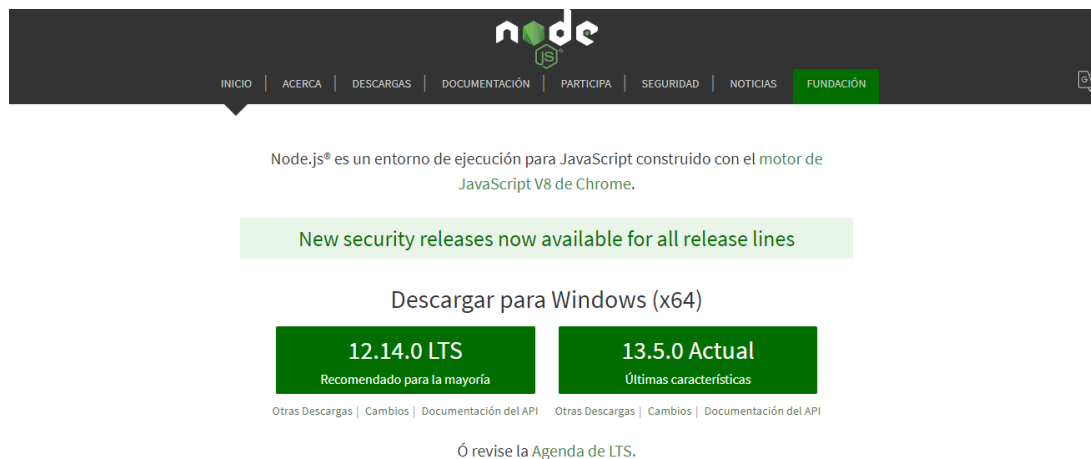 node
JS
INICIO | ACERCA | DESCARGAS | DOCUMENTACIÓN | PARTICIPA | SEGURIDAD | NOTICIAS FUNDACIÓN
Node.js® es un entorno de ejecución para JavaScript construido con el motor de
JavaScript V8 de Chrome.
New security releases now available for all release lines
Descargar para Windows (x64)
12.14.0 LTS 13.5.0 Actual
Recomendado para la mayoría Últimas características
Otras Descargas | Cambios | Documentación del API Otras Descargas | Cambios | Documentación del API
Ó revise la Agenda de LTS.